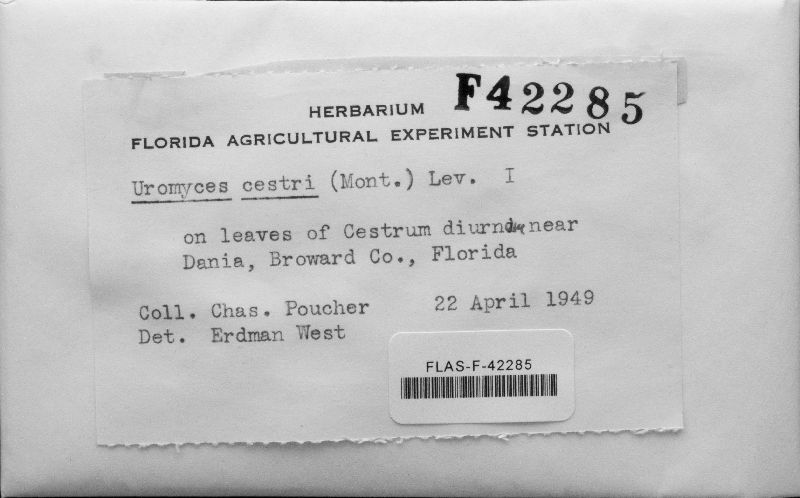 F42285
HERBARIUM
FLORIDA AGRICULTURAL EXPERIMENT STATION
Uromyces cestri (Mont.) Lev. I
on leaves of Cestrum diurnum near
Dania, Broward Co., Florida
Coll. Chas. Poucher 22 April 1949
Det. Erdman West
FLAS-F-42285